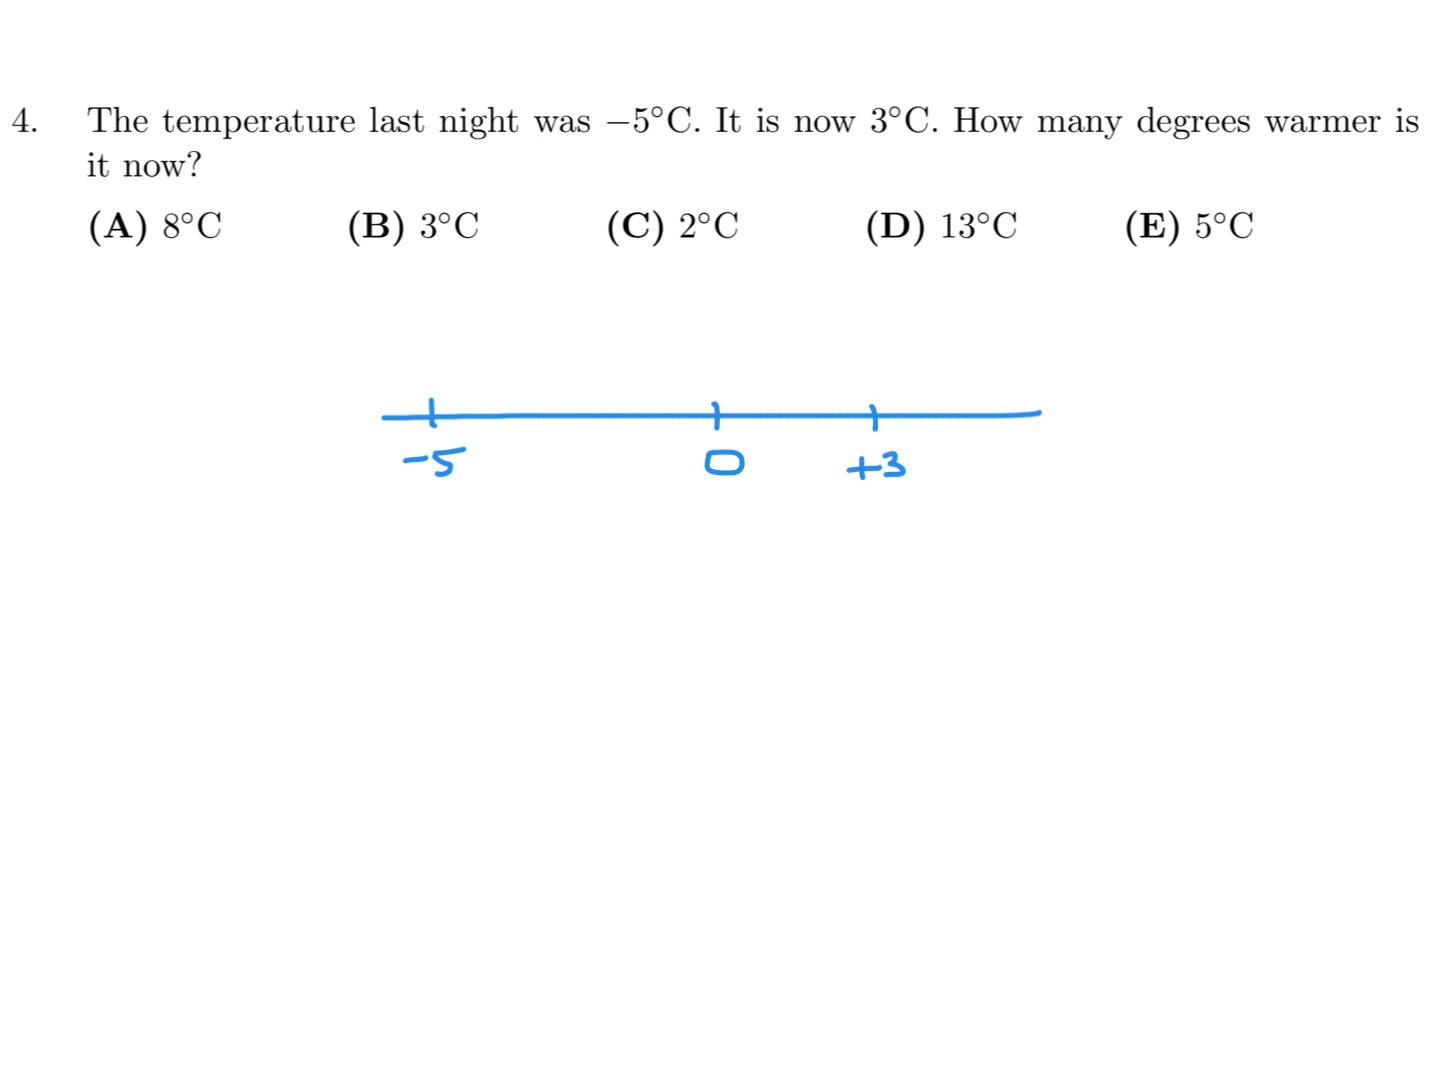 4. The temperature last night was −5°C. It is now 3°C. How many degrees warmer is
it now?
(A) 8°C (B) 3°C (C) 2°C (D) 13°C (E) 5°C
-5 0 +3